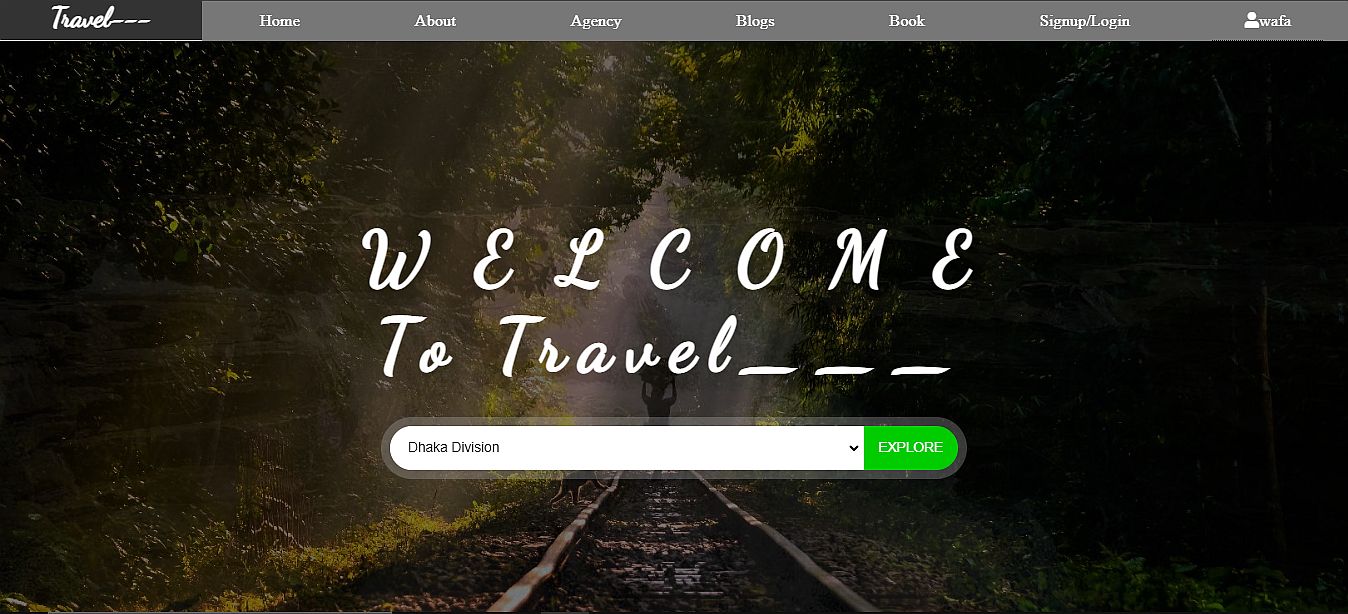 Travel---
Home
About
Agency
Blogs
Book
Signup/Login
wafa
W E L C O M E
To Travel___
Dhaka Division
EXPLORE